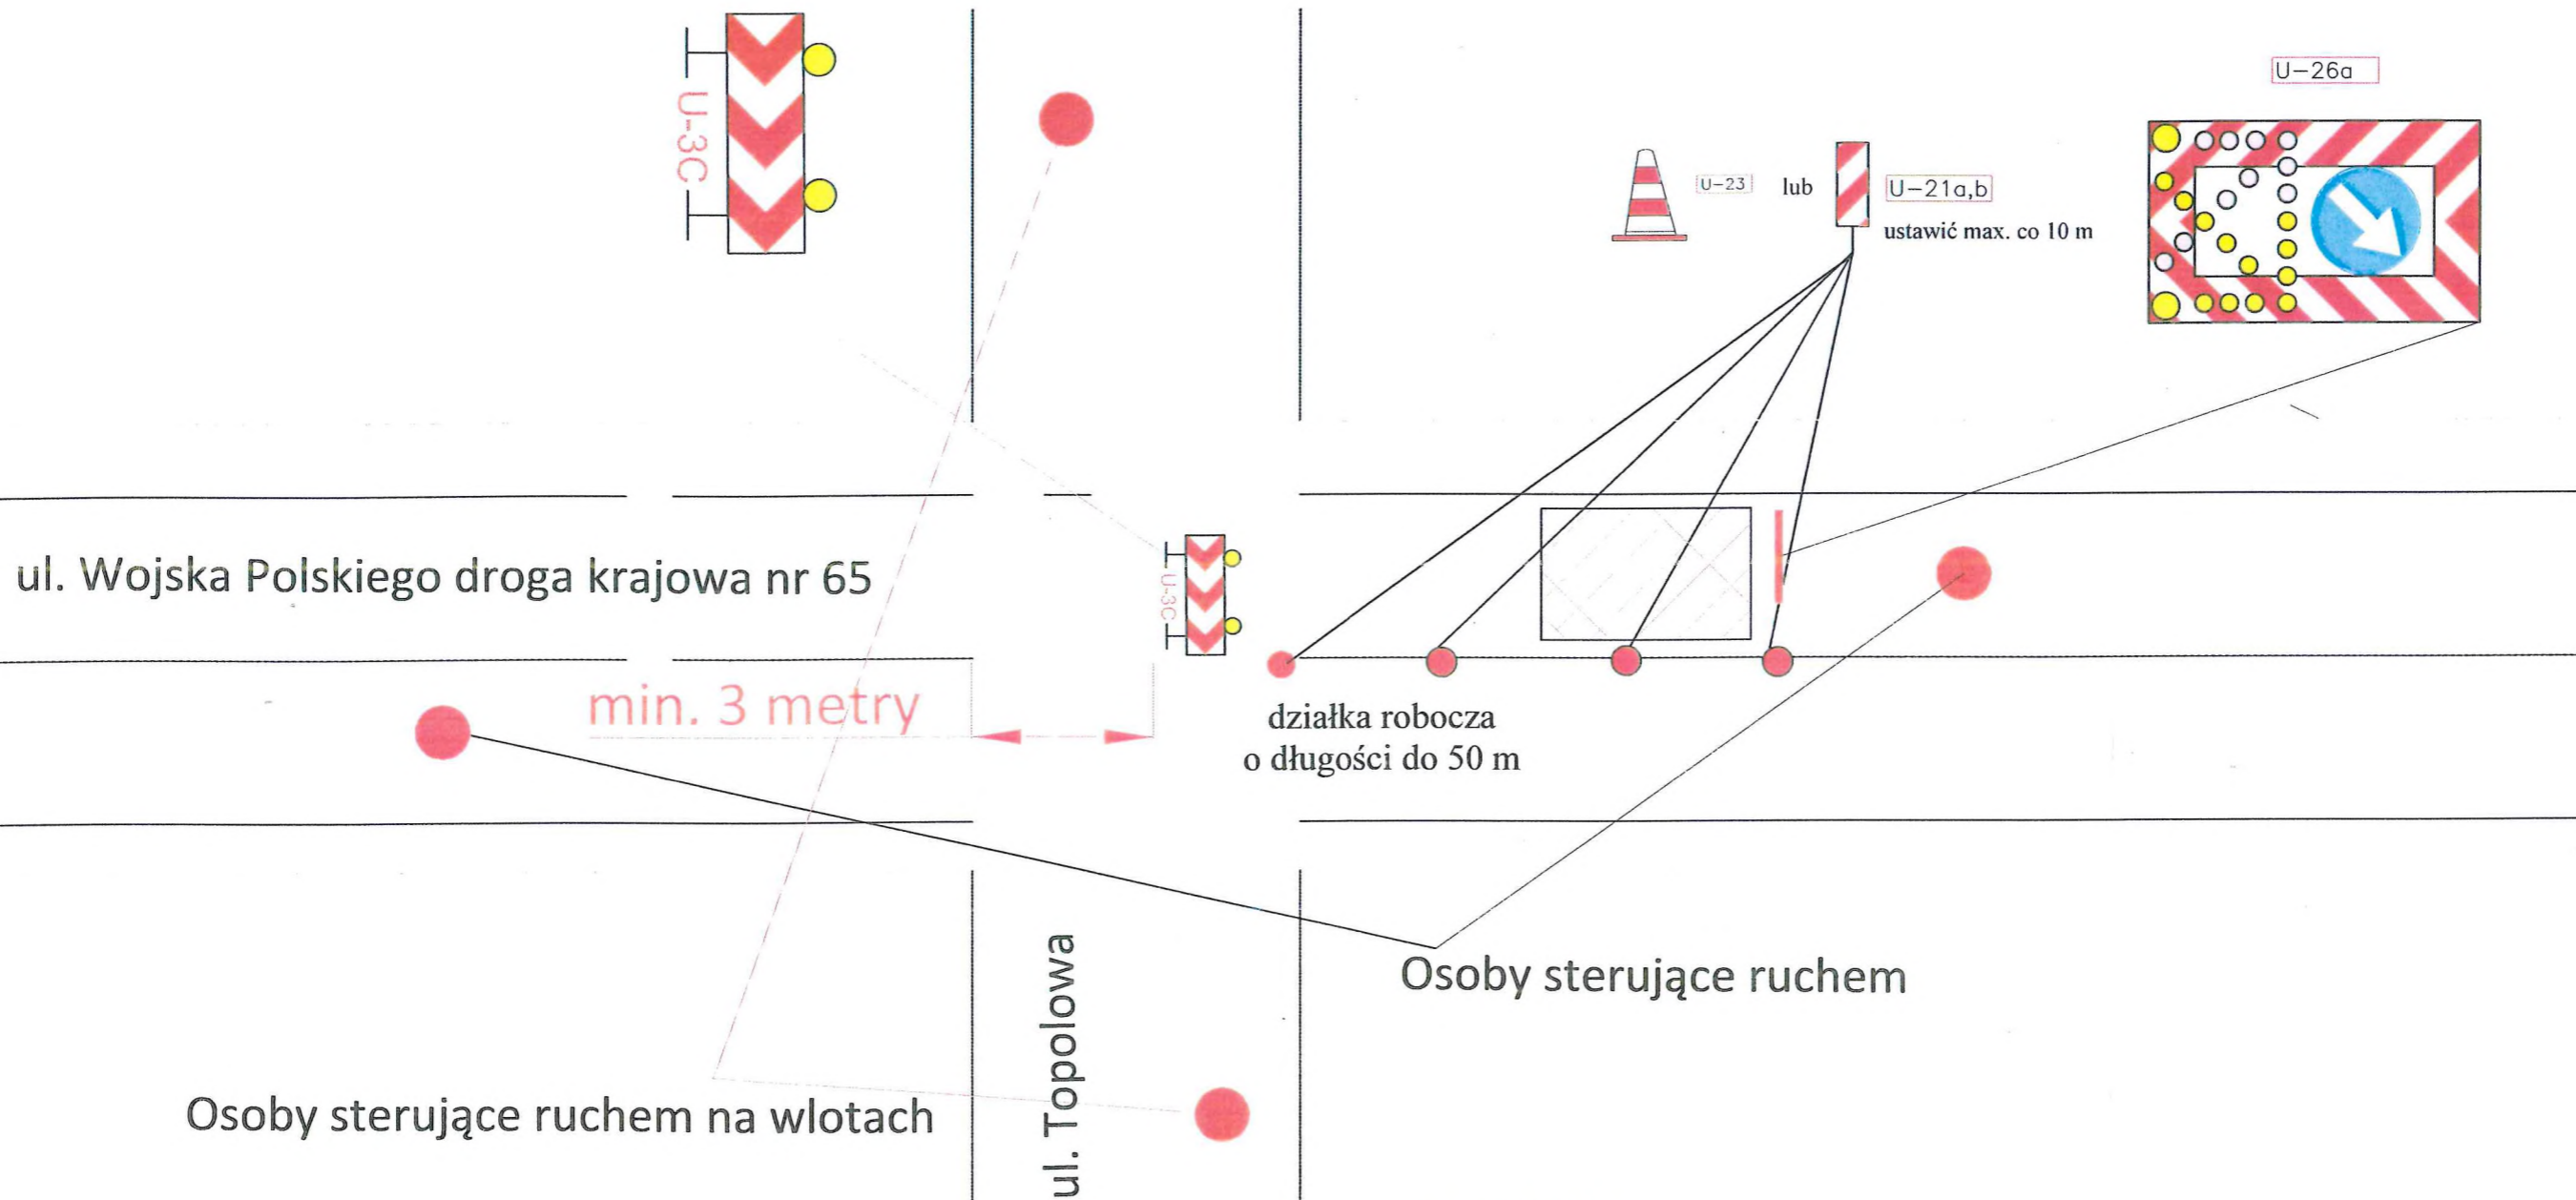 U-26a
U-3C
U-23
lub
U-21a,b
ustawić max. co 10 m
ul. Wojska Polskiego droga krajowa nr 65
U-3C
min. 3 metry
działka robocza
o długości do 50 m
Osoby sterujące ruchem
ul. Topolowa
Osoby sterujące ruchem na wlotach